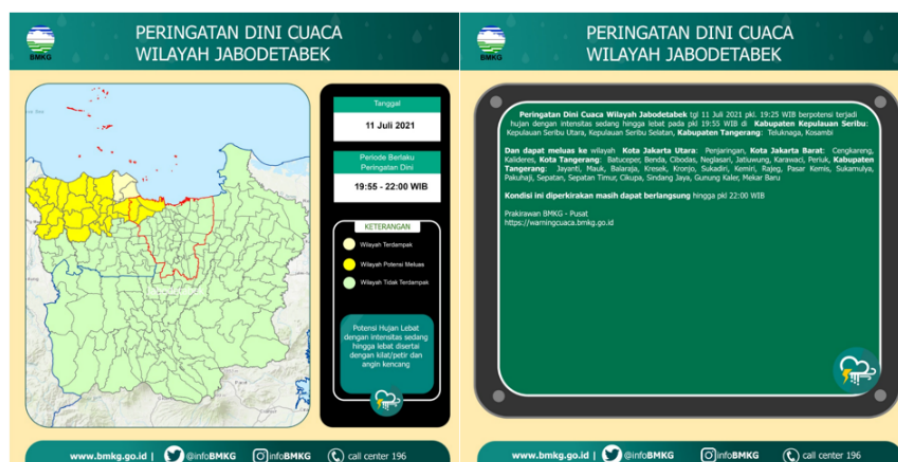 PERINGATAN DINI CUACA
WILAYAH JABODETABEK
BMKG
Tanggal
11 Juli 2021
Periode Berlaku
Peringatan Dini
19:55 - 22:00 WIB
KETERANGAN
Wilayah Terdampak
Wilayah Potensi Meluas
Wilayah Tidak Terdampak
Potensi Hujan Lebat
dengan intensitas sedang
hingga lebat disertai
dengan kilat/petir dan
angin kencang
www.bmkg.go.id | @infoBMKG @infoBMKG call center 196
PERINGATAN DINI CUACA
WILAYAH JABODETABEK
BMKG
Peringatan Dini Cuaca Wilayah Jabodetabek tgl 11 Juli 2021 pkl. 19:25 WIB berpotensi terjadi
hujan dengan intensitas sedang hingga lebat pada pkl 19:55 WIB di Kabupaten Kepulauan Seribu:
Kepulauan Seribu Utara, Kepulauan Seribu Selatan, Kabupaten Tangerang: Teluknaga, Kosambi
Dan dapat meluas ke wilayah Kota Jakarta Utara: Penjaringan, Kota Jakarta Barat: Cengkareng,
Kalideres, Kota Tangerang: Batuceper, Benda, Cibodas, Neglasari, Jatiuwung, Karawaci, Periuk, Kabupaten
Tangerang: Jayanti, Mauk, Balaraja, Kresek, Kronjo, Sukadiri, Kemiri, Rajeg, Pasar Kemis, Sukamulya,
Pakuhaji, Sepatan, Sepatan Timur, Cikupa, Sindang Jaya, Gunung Kaler, Mekar Baru
Kondisi ini diperkirakan masih dapat berlangsung hingga pkl 22:00 WIB
Prakirawan BMKG - Pusat
https://warningcuaca.bmkg.go.id
www.bmkg.go.id | @infoBMKG @infoBMKG call center 196